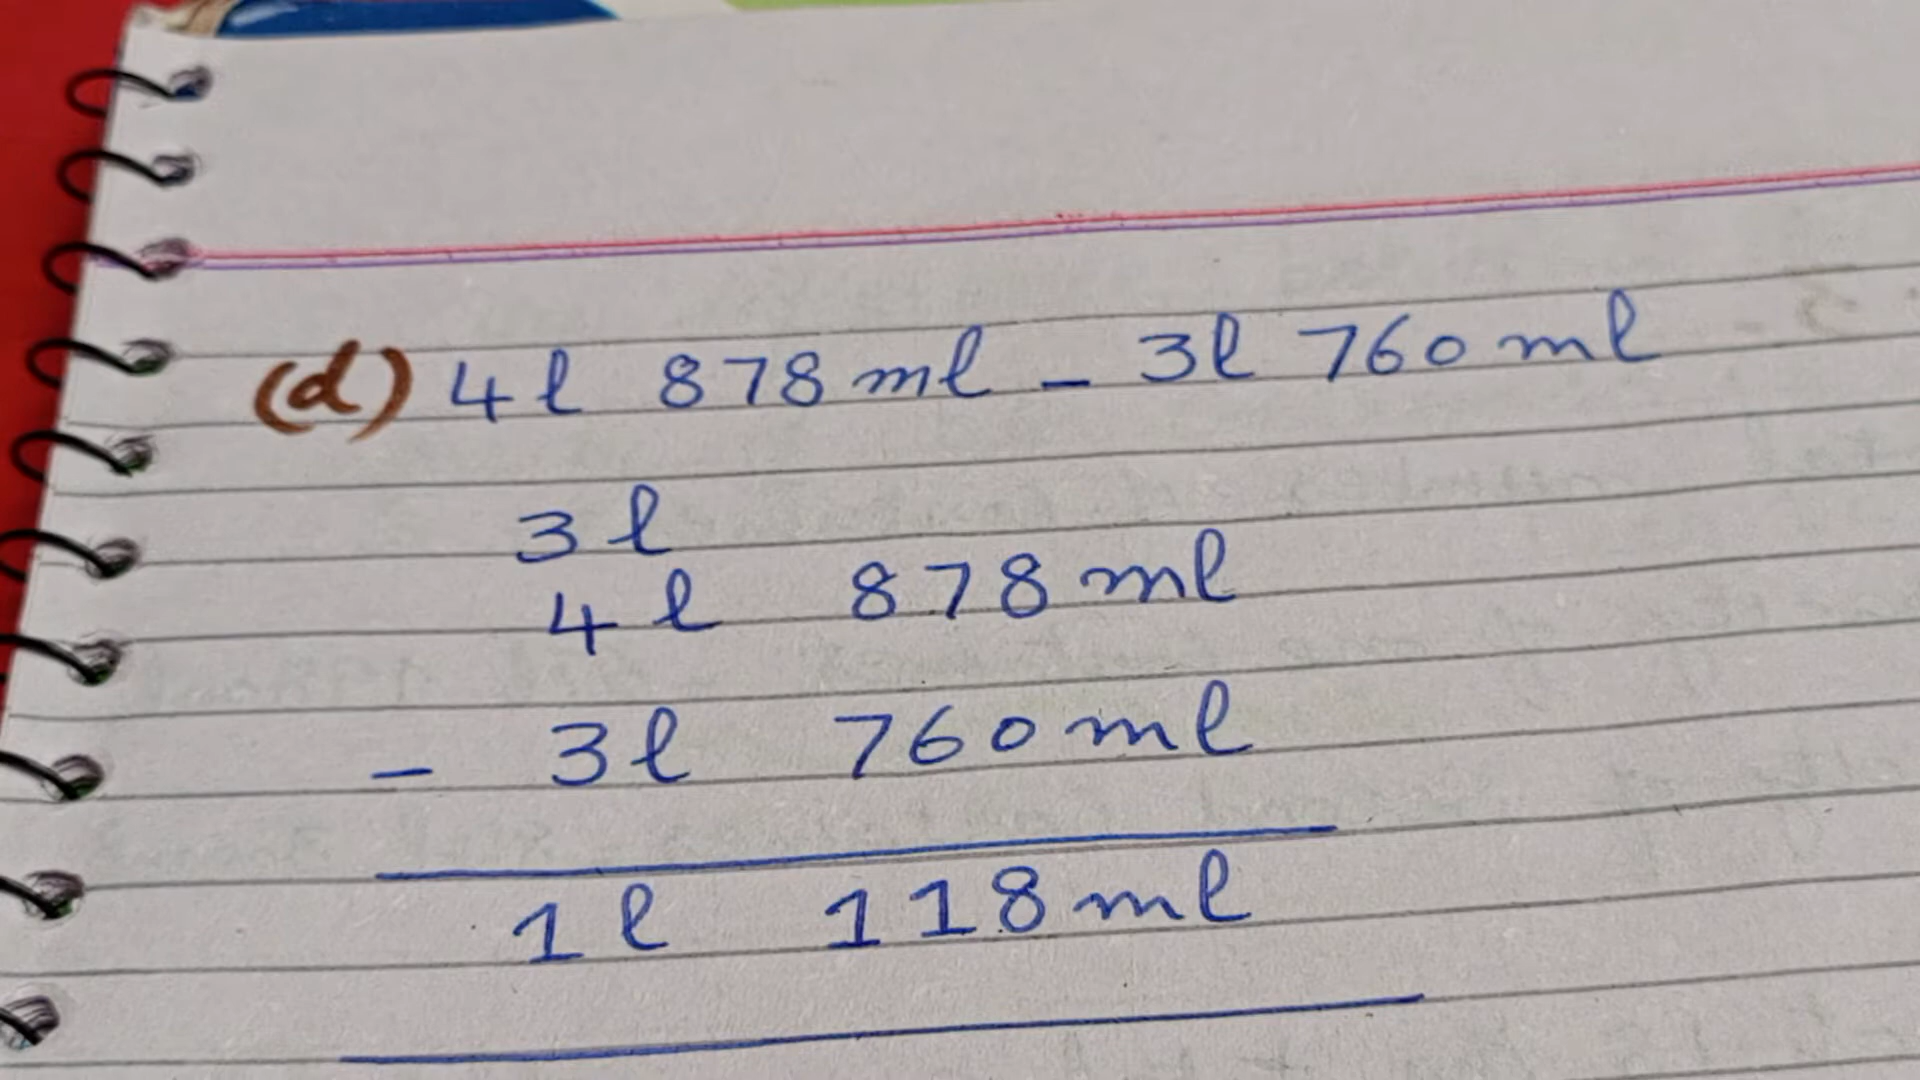 (d) 4l 878ml - 3l 760ml
3l
4l 878ml
- 3l 760ml
1l 118ml